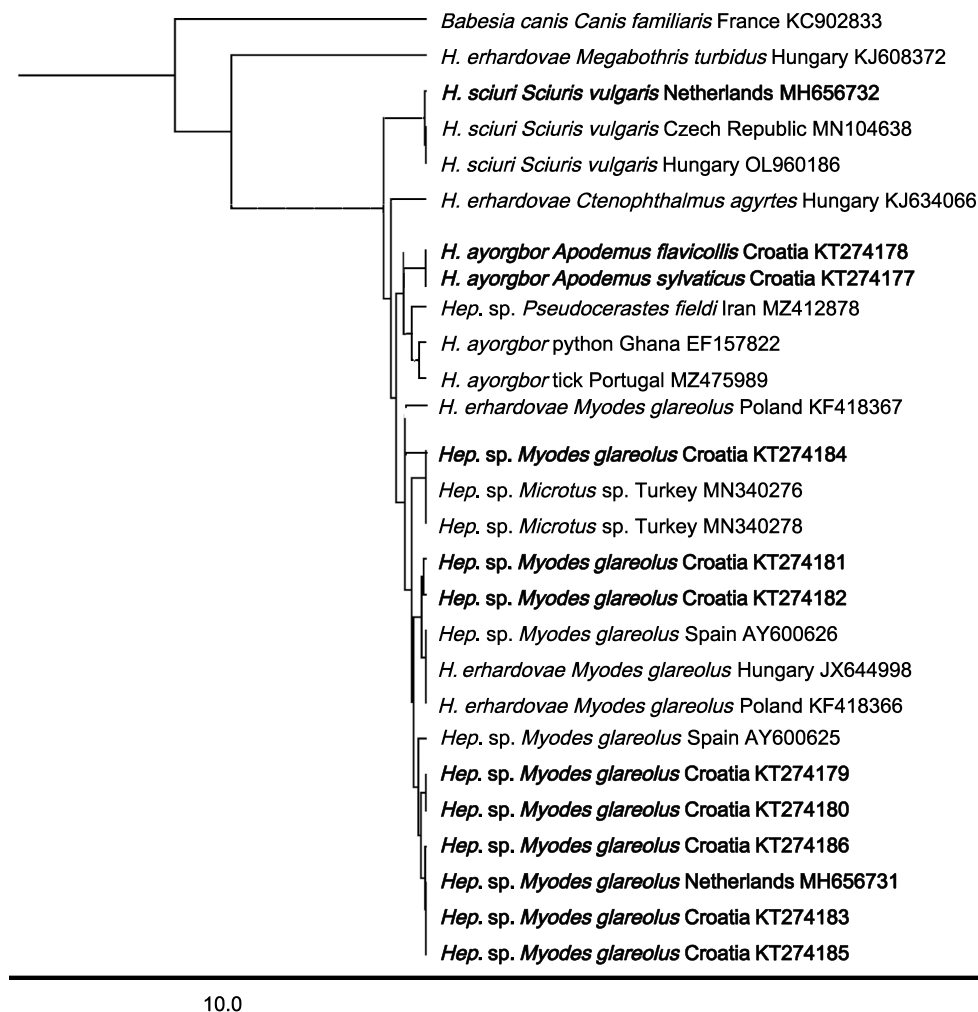 Babesia canis Canis familiaris France KC902833
H. erhardovae Megabothris turbidus Hungary KJ608372
H. sciuri Sciuris vulgaris Netherlands MH656732
H. sciuri Sciuris vulgaris Czech Republic MN104638
H. sciuri Sciuris vulgaris Hungary OL960186
H. erhardovae Ctenophthalmus agyrtes Hungary KJ634066
H. ayorgbor Apodemus flavicollis Croatia KT274178
H. ayorgbor Apodemus sylvaticus Croatia KT274177
Hep. sp. Pseudocerastes fieldi Iran MZ412878
H. ayorgbor python Ghana EF157822
H. ayorgbor tick Portugal MZ475989
H. erhardovae Myodes glareolus Poland KF418367
Hep. sp. Myodes glareolus Croatia KT274184
Hep. sp. Microtus sp. Turkey MN340276
Hep. sp. Microtus sp. Turkey MN340278
Hep. sp. Myodes glareolus Croatia KT274181
Hep. sp. Myodes glareolus Croatia KT274182
Hep. sp. Myodes glareolus Spain AY600626
H. erhardovae Myodes glareolus Hungary JX644998
H. erhardovae Myodes glareolus Poland KF418366
Hep. sp. Myodes glareolus Spain AY600625
Hep. sp. Myodes glareolus Croatia KT274179
Hep. sp. Myodes glareolus Croatia KT274180
Hep. sp. Myodes glareolus Croatia KT274186
Hep. sp. Myodes glareolus Netherlands MH656731
Hep. sp. Myodes glareolus Croatia KT274183
Hep. sp. Myodes glareolus Croatia KT274185
10.0